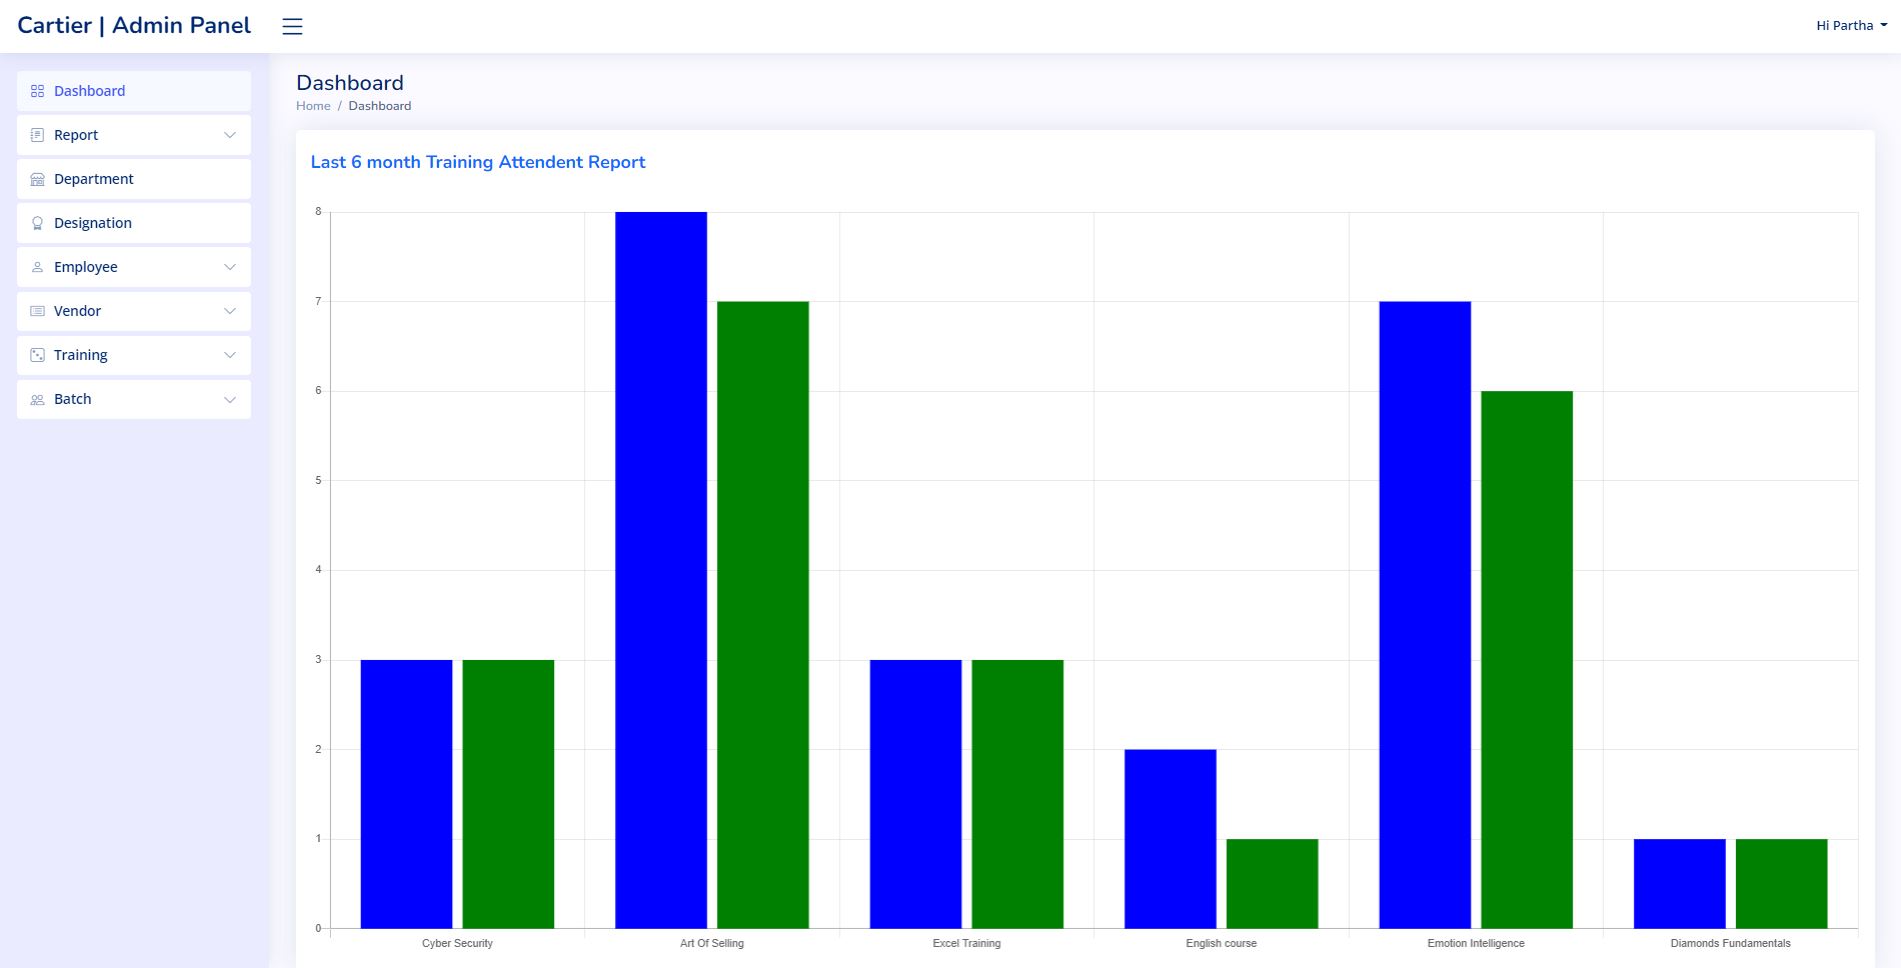 Cartier | Admin Panel
Hi Partha
Dashboard
Report
Department
Designation
Employee
Vendor
Training
Batch
Dashboard
Home / Dashboard
Last 6 month Training Attendent Report
8
7
6
5
4
3
2
1
0
Cyber Security
Art Of Selling
Excel Training
English course
Emotion Intelligence
Diamonds Fundamentals